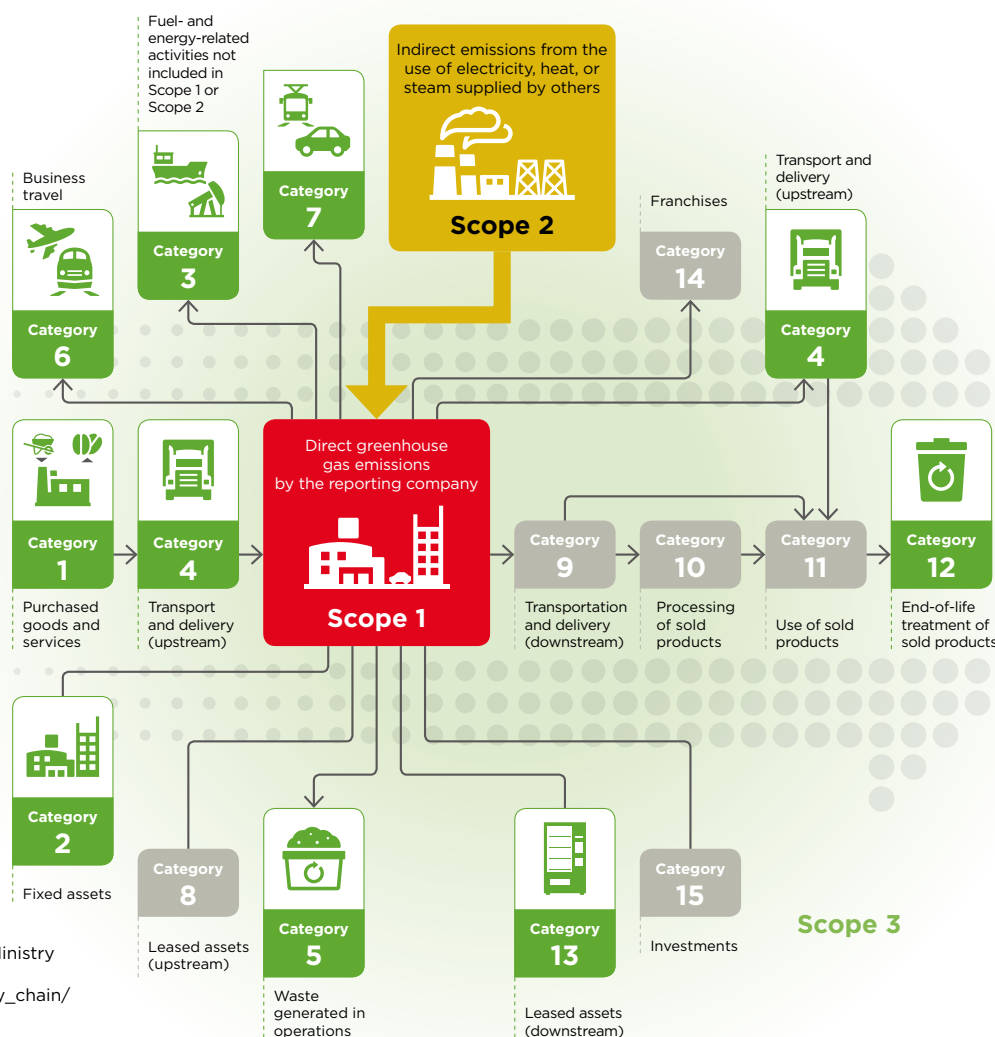 Fuel- and
energy-related
activities not
included in
Scope 1 or
Scope 2
Indirect emissions from the
use of electricity, heat, or
steam supplied by others
Scope 2
Business
travel
Category
6
Category
3
Category
7
Franchises
Category
14
Transport and
delivery
(upstream)
Category
4
Category
1
Purchased
goods and
services
Category
4
Transport
and delivery
(upstream)
Direct greenhouse
gas emissions
by the reporting company
Scope 1
Category
9
Transportation
and delivery
(downstream)
Category
10
Processing
of sold
products
Category
11
Use of sold
products
Category
12
End-of-life
treatment of
sold products
Category
2
Fixed assets
Category
8
Leased assets
(upstream)
Category
5
Waste
generated in
operations
Category
13
Leased assets
(downstream)
Category
15
Investments
Scope 3
inistry
y_chain/